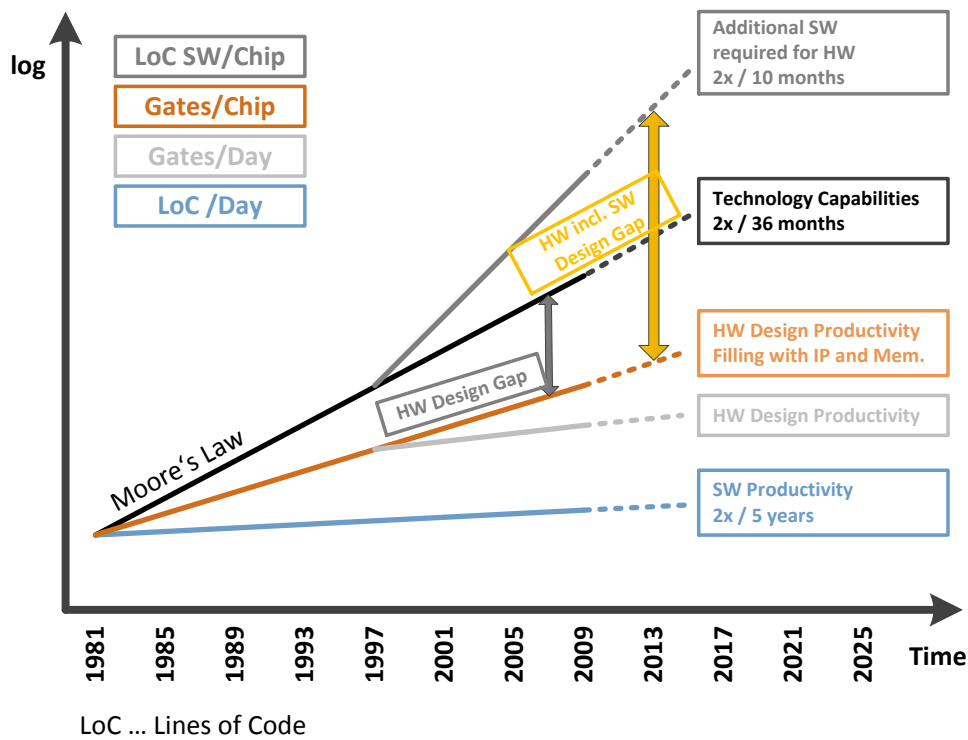 log
LoC SW/Chip
Gates/Chip
Gates/Day
LoC /Day
Additional SW
required for HW
2x / 10 months
Technology Capabilities
2x / 36 months
HW incl. SW
Design Gap
HW Design Productivity
Filling with IP and Mem.
HW Design Gap
HW Design Productivity
Moore‘s Law
SW Productivity
2x / 5 years
1981
1985
1989
1993
1997
2001
2005
2009
2013
2017
2021
2025
Time
LoC ... Lines of Code